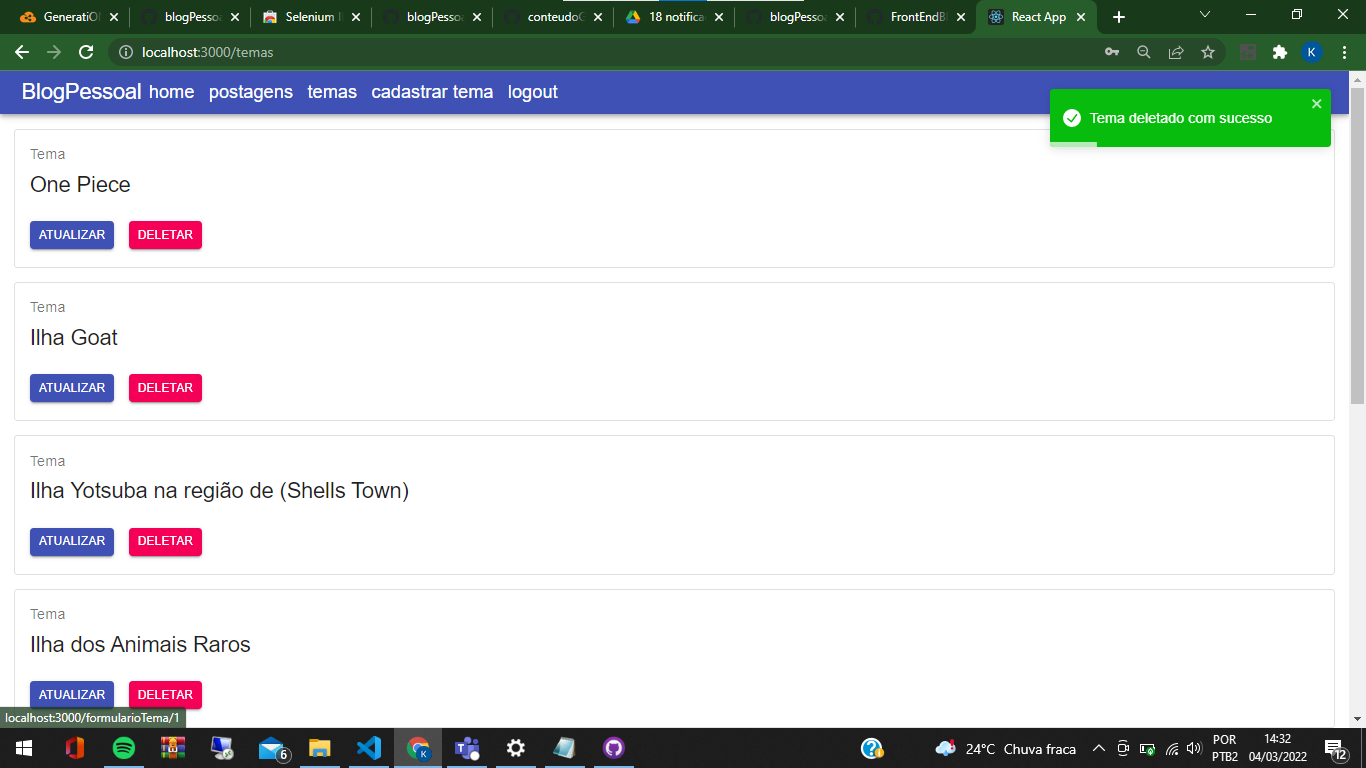 GeneratiOn
blogPessoa
Selenium I
blogPessoa
conteudoG
18 notifica
blogPessoa
FrontEndBl
React App
localhost:3000/temas
K
BlogPessoal home postagens temas cadastrar tema logout
Tema deletado com sucesso
Tema
One Piece
ATUALIZAR DELETAR
Tema
Ilha Goat
ATUALIZAR DELETAR
Tema
Ilha Yotsuba na região de (Shells Town)
ATUALIZAR DELETAR
Tema
Ilha dos Animais Raros
ATUALIZAR DELETAR
localhost:3000/formularioTema/1
6
K
24°C Chuva fraca
POR
PTB2
14:32
04/03/2022
12